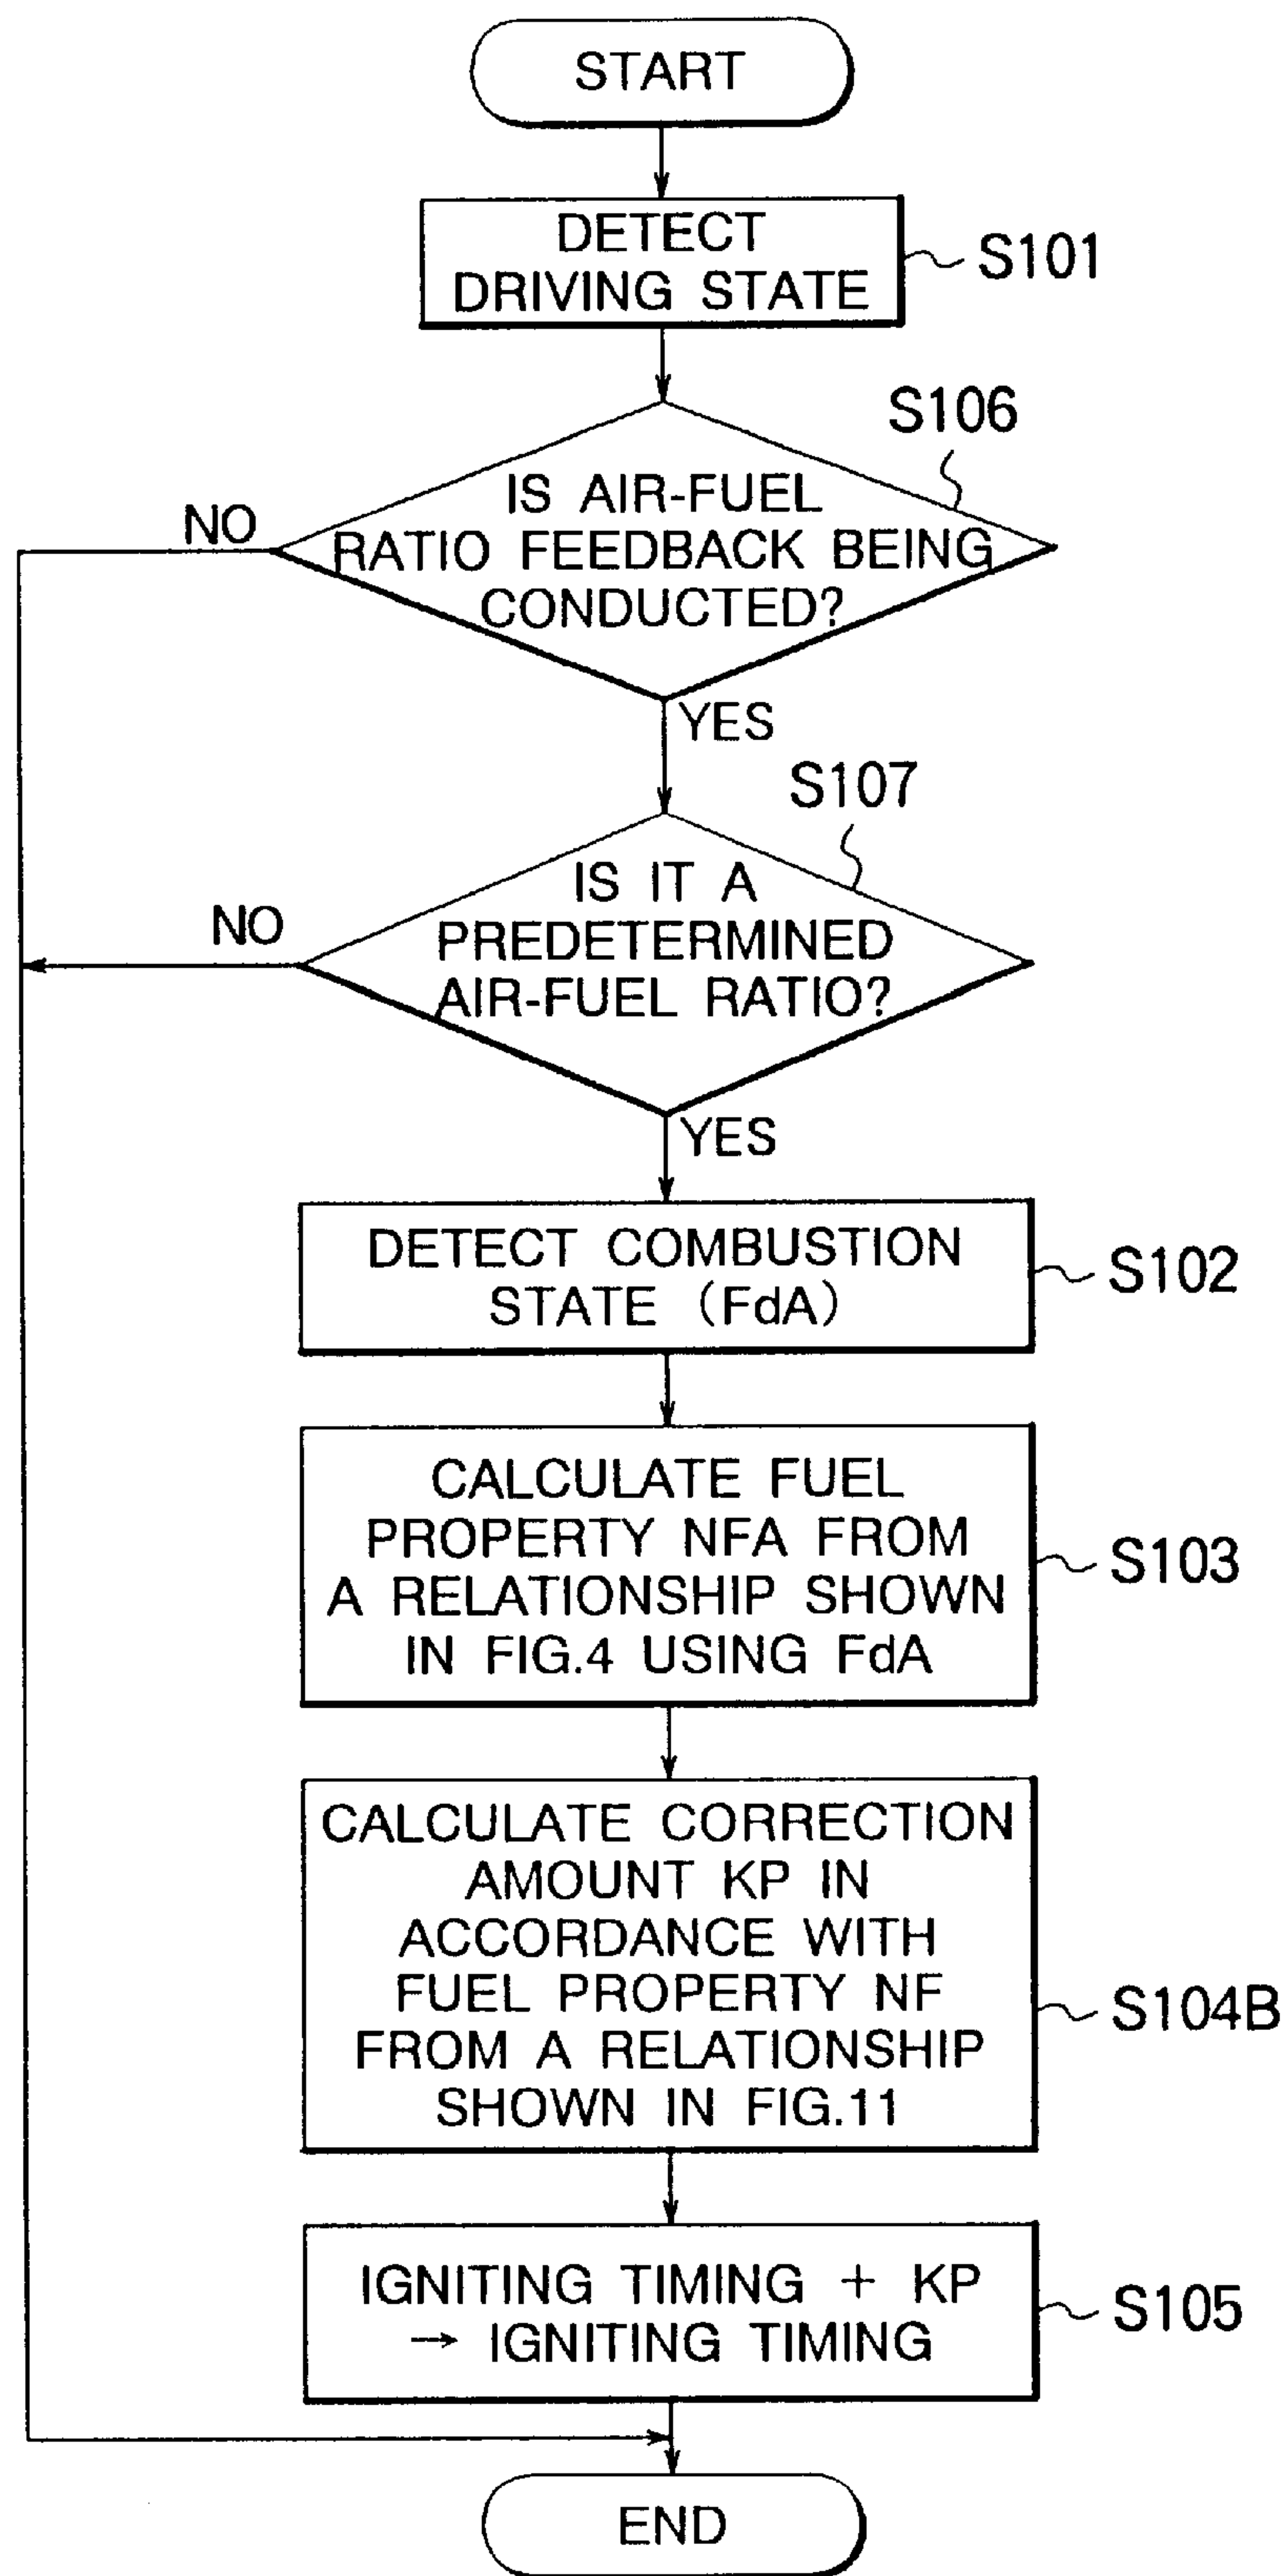 START
DETECT
DRIVING STATE
S101
S106
IS AIR-FUEL
RATIO FEEDBACK BEING
CONDUCTED?
NO
YES
S107
IS IT A
PREDETERMINED
AIR-FUEL RATIO?
NO
YES
DETECT COMBUSTION
STATE (FdA)
S102
CALCULATE FUEL
PROPERTY NFA FROM
A RELATIONSHIP SHOWN
IN FIG.4 USING FdA
S103
CALCULATE CORRECTION
AMOUNT KP IN
ACCORDANCE WITH
FUEL PROPERTY NF
FROM A RELATIONSHIP
SHOWN IN FIG.11
S104B
IGNITING TIMING + KP
→ IGNITING TIMING
S105
END